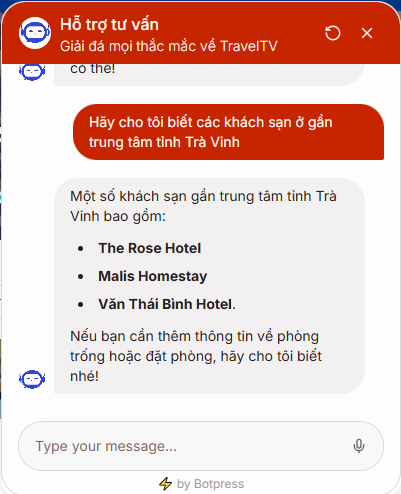 Hỗ trợ tư vấn
Giải đá mọi thắc mắc về TravelTV
có thể!
Hãy cho tôi biết các khách sạn ở gần
trung tâm tỉnh Trà Vinh
Một số khách sạn gần trung tâm tỉnh Trà
Vinh bao gồm:
• The Rose Hotel
• Malis Homestay
• Văn Thái Bình Hotel.
Nếu bạn cần thêm thông tin về phòng
trống hoặc đặt phòng, hãy cho tôi biết
nhé!
Type your message...
⚡ by Botpress